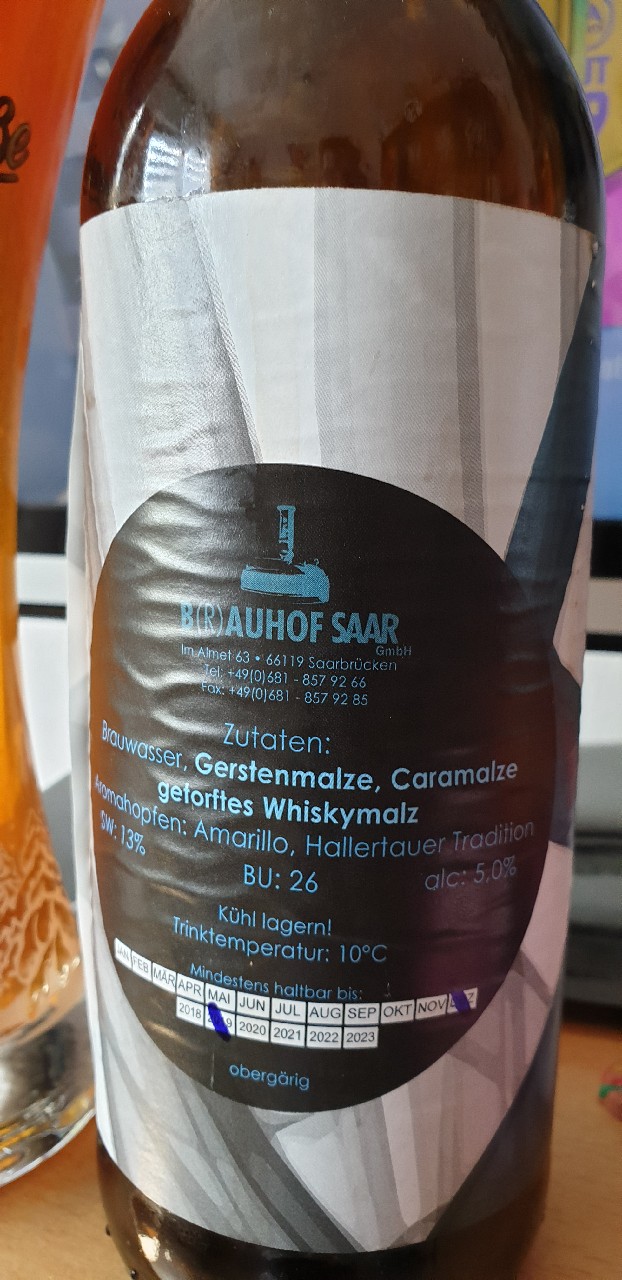 B(R)AUHOF SAAR
GmbH
Im Almet 63 • 66119 Saarbrücken
Tel: +49(0)681 - 857 92 66
Fax: +49(0)681 - 857 92 85
Zutaten:
Brauwasser, Gerstenmalze, Caramalze
getorftes Whiskymalz
Aromahopfen: Amarillo, Hallertauer Tradition
SW: 13% BU: 26 alc: 5,0%
Kühl lagern!
Trinktemperatur: 10°C
Mindestens haltbar bis:
JAN FEB MÄR APR MAI JUN JUL AUG SEP OKT NOV DEZ
2018 2019 2020 2021 2022 2023
obergärig